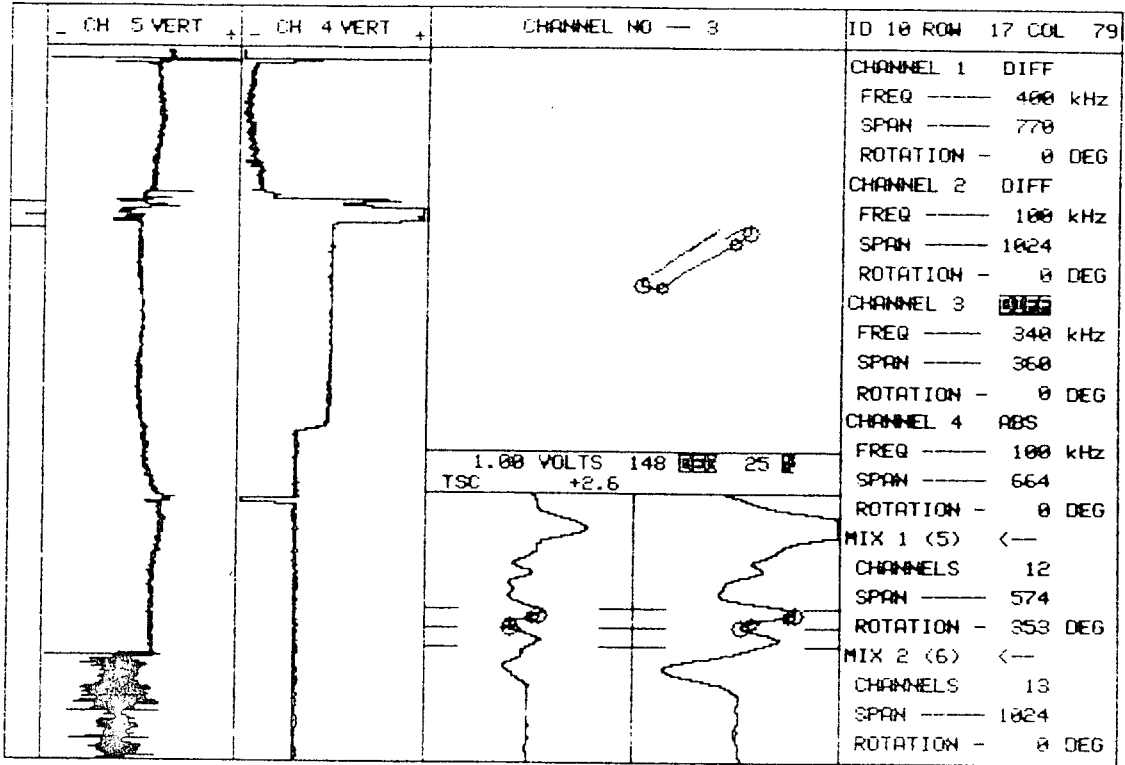 _ CH 5 VERT +
_ CH 4 VERT +
CHANNEL NO -- 3
ID 10 ROW 17 COL 79
CHANNEL 1 DIFF
FREQ ----- 400 kHz
SPAN ----- 770
ROTATION - 0 DEG
CHANNEL 2 DIFF
FREQ ----- 100 kHz
SPAN ----- 1024
ROTATION - 0 DEG
CHANNEL 3 DIFF
FREQ ----- 340 kHz
SPAN ----- 360
ROTATION - 0 DEG
CHANNEL 4 ABS
FREQ ----- 100 kHz
SPAN ----- 664
ROTATION - 0 DEG
MIX 1 (5) <--
CHANNELS 12
SPAN ----- 574
ROTATION - 353 DEG
MIX 2 (6) <--
CHANNELS 13
SPAN ----- 1024
ROTATION - 0 DEG
1.00 VOLTS 148 25
TSC +2.6